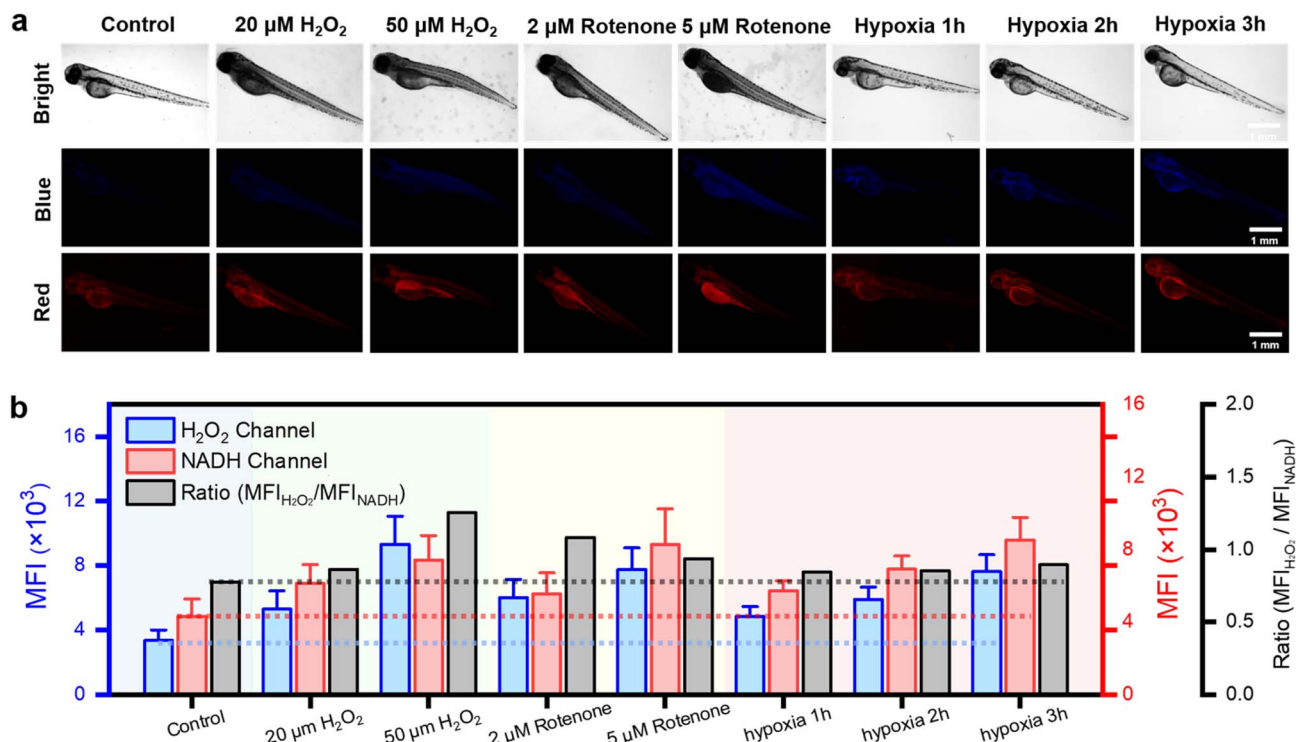 a
Control
20 µM H₂O₂
50 µM H₂O₂
2 µM Rotenone
5 µM Rotenone
Hypoxia 1h
Hypoxia 2h
Hypoxia 3h
Bright
1 mm
Blue
1 mm
Red
1 mm
b
H₂O₂ Channel
NADH Channel
Ratio (MFI_H₂O₂/MFI_NADH)
MFI (×10³)
16
12
8
4
0
MFI (×10³)
16
12
8
4
0
Ratio (MFI_H₂O₂ / MFI_NADH)
2.0
1.5
1.0
0.5
0.0
Control
20 µm H₂O₂
50 µm H₂O₂
2 µM Rotenone
5 µM Rotenone
hypoxia 1h
hypoxia 2h
hypoxia 3h